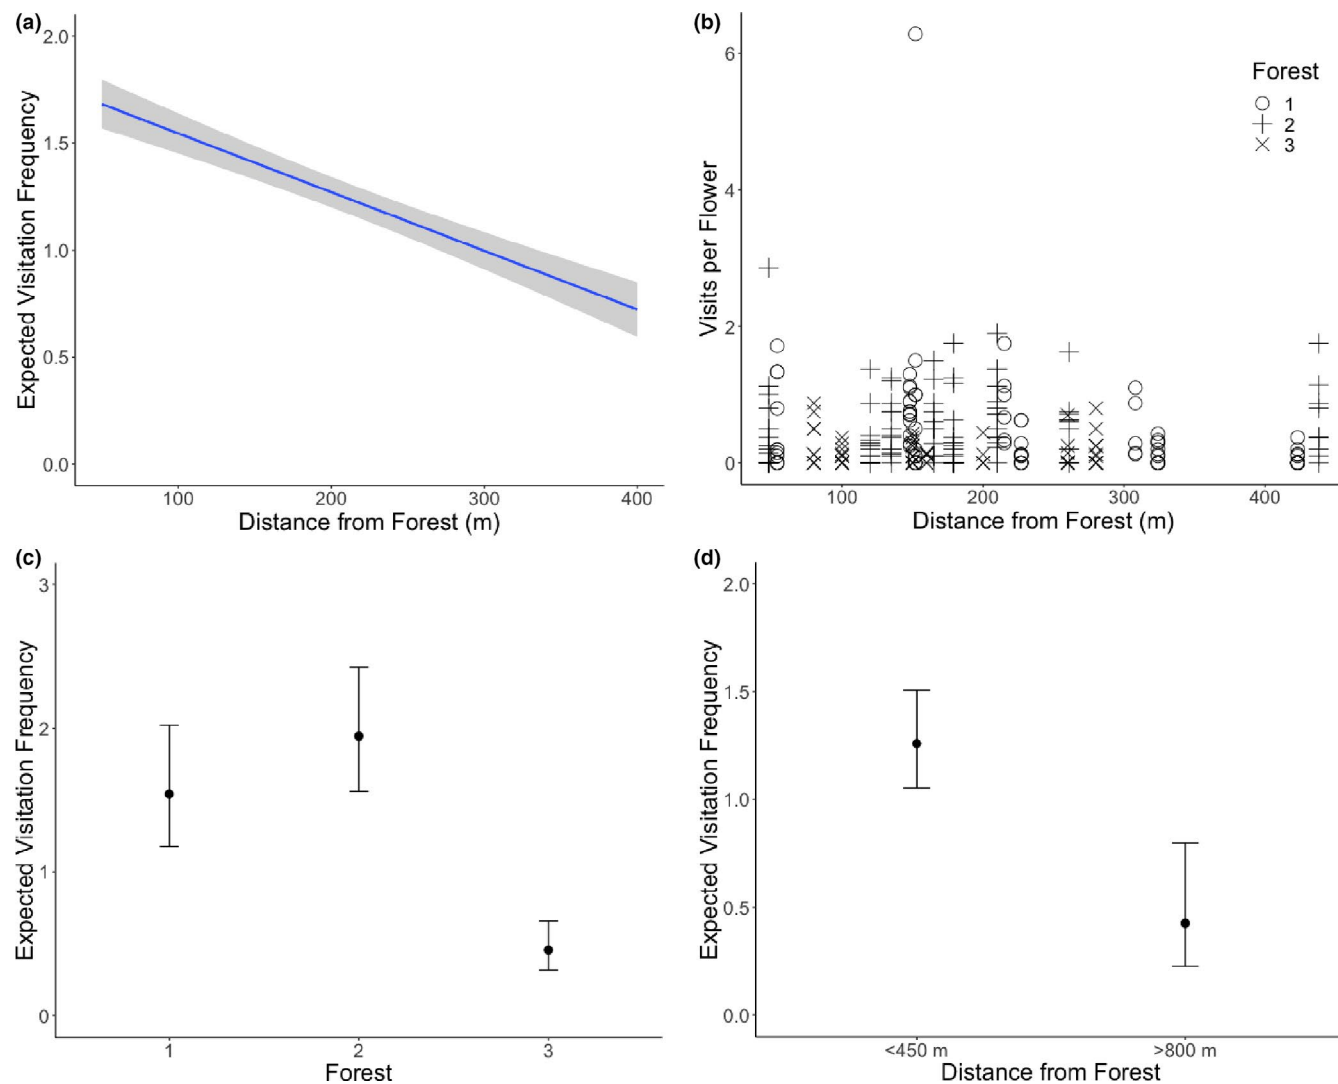 (a)
2.0
1.5
1.0
0.5
0.0
Expected Visitation Frequency
100 200 300 400
Distance from Forest (m)
(b)
6
4
2
0
Visits per Flower
Forest
1
2
3
100 200 300 400
Distance from Forest (m)
(c)
3
2
1
0
Expected Visitation Frequency
1 2 3
Forest
(d)
2.0
1.5
1.0
0.5
0.0
Expected Visitation Frequency
<450 m >800 m
Distance from Forest